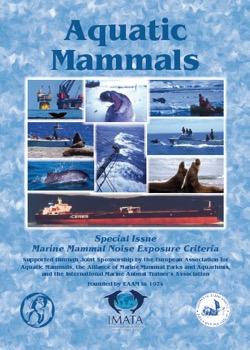 Aquatic
Mammals
Special Issue
Marine Mammal Noise Exposure Criteria
Supported through Joint Sponsorship by the European Association for
Aquatic Mammals, the Alliance of Marine Mammal Parks and Aquariums,
and the International Marine Animal Trainer's Association
Founded by EAAM in 1974
IMATA